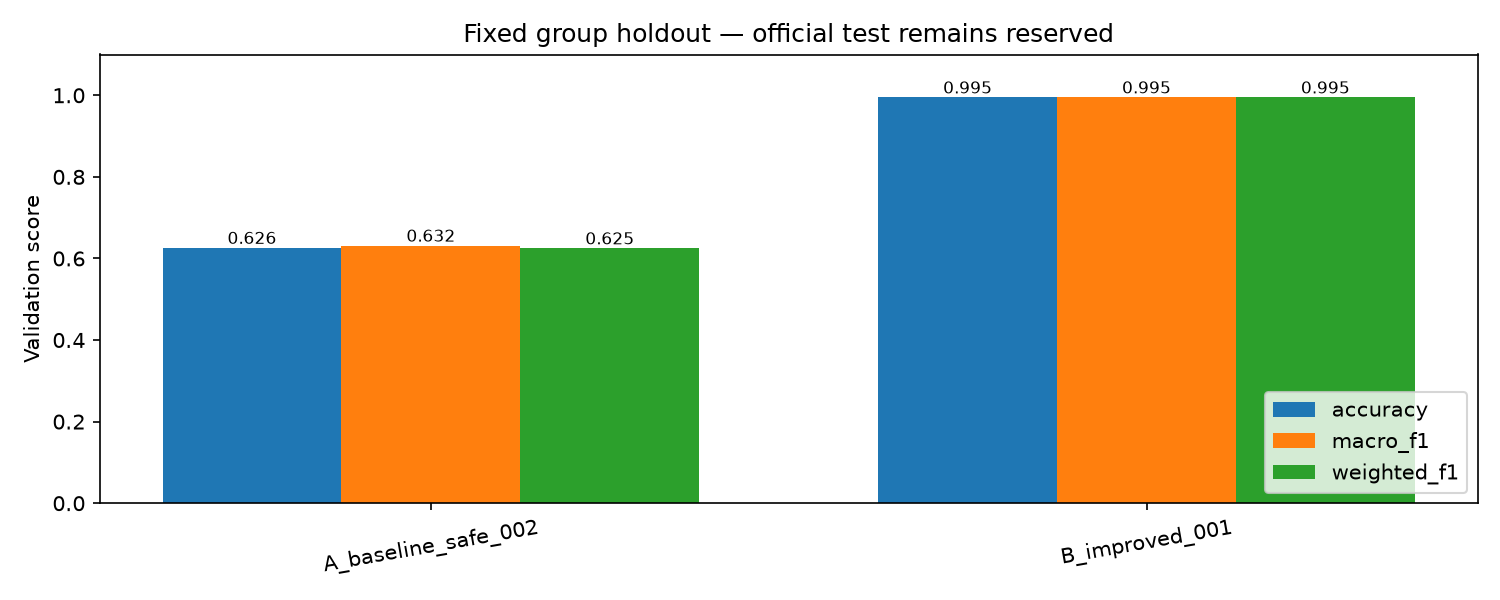 Fixed group holdout — official test remains reserved
Validation score
1.0
0.8
0.6
0.4
0.2
0.0
0.626
0.632
0.625
0.995
0.995
0.995
accuracy
macro_f1
weighted_f1
A_baseline_safe_002
B_improved_001